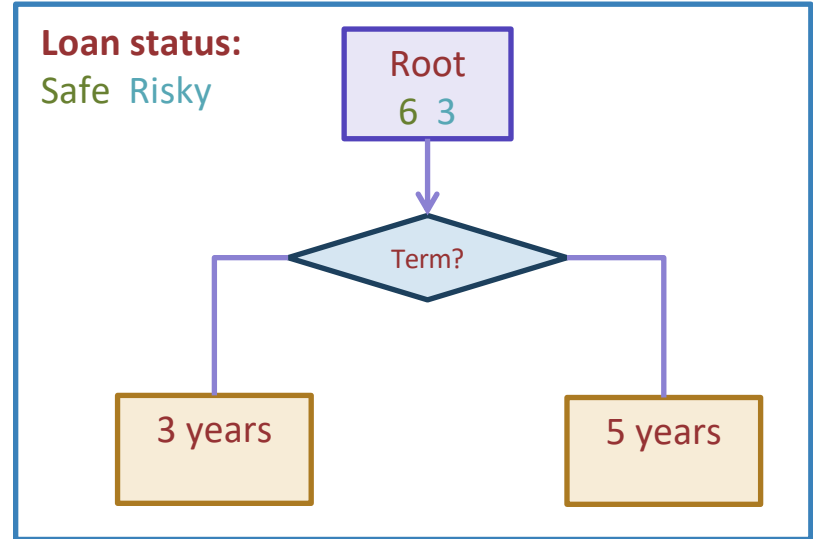 Loan status:
Safe Risky
Root
6 3
Term?
3 years
5 years